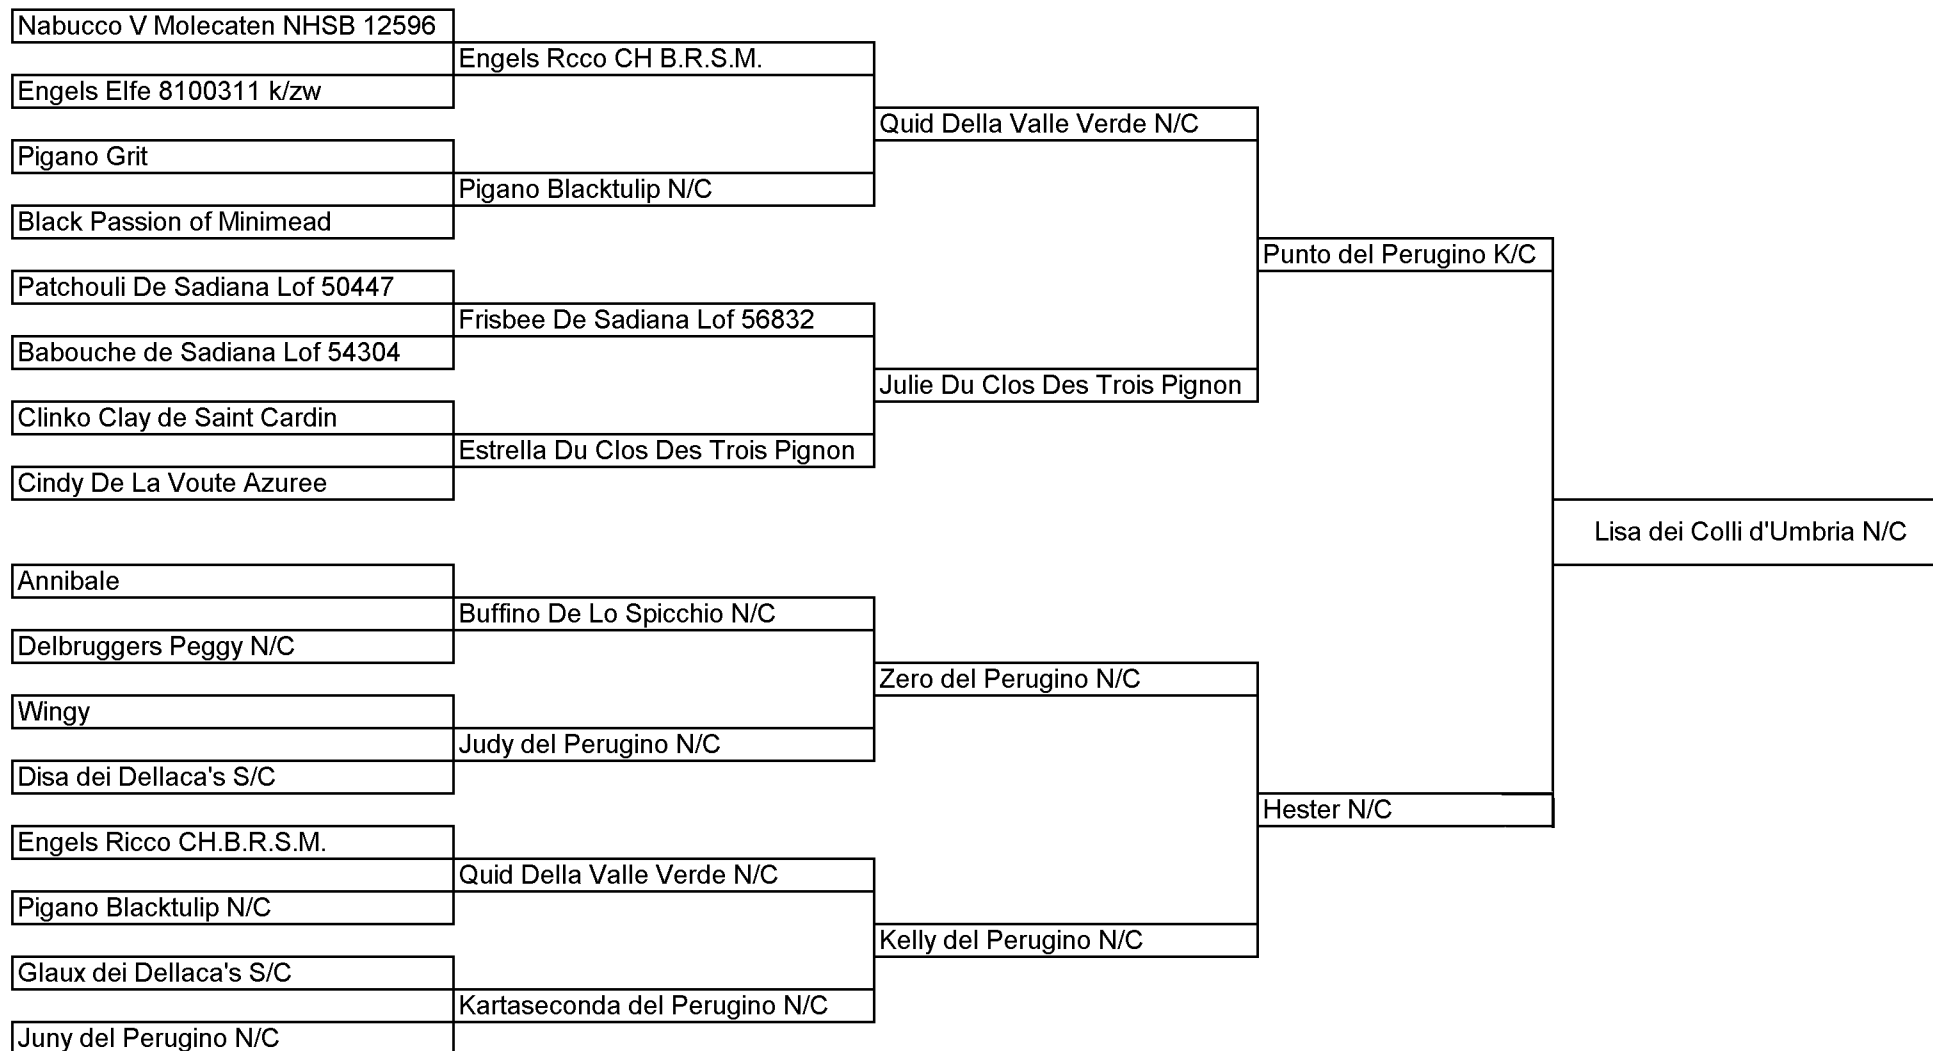 Nabucco V Molecaten NHSB 12596
Engels Rcco CH B.R.S.M.
Engels Elfe 8100311 k/zw
Quid Della Valle Verde N/C
Pigano Grit
Pigano Blacktulip N/C
Black Passion of Minimead
Punto del Perugino K/C
Patchouli De Sadiana Lof 50447
Frisbee De Sadiana Lof 56832
Babouche de Sadiana Lof 54304
Julie Du Clos Des Trois Pignon
Clinko Clay de Saint Cardin
Estrella Du Clos Des Trois Pignon
Cindy De La Voute Azuree
Lisa dei Colli d'Umbria N/C
Annibale
Buffino De Lo Spicchio N/C
Delbruggers Peggy N/C
Zero del Perugino N/C
Wingy
Judy del Perugino N/C
Disa dei Dellaca's S/C
Hester N/C
Engels Ricco CH.B.R.S.M.
Quid Della Valle Verde N/C
Pigano Blacktulip N/C
Kelly del Perugino N/C
Glaux dei Dellaca's S/C
Kartaseconda del Perugino N/C
Juny del Perugino N/C